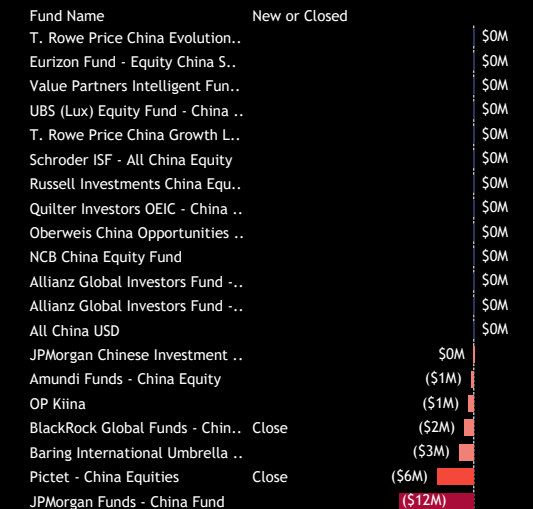 Fund Name New or Closed
T. Rowe Price China Evolution.. $0M
Eurizon Fund - Equity China S.. $0M
Value Partners Intelligent Fun.. $0M
UBS (Lux) Equity Fund - China .. $0M
T. Rowe Price China Growth L.. $0M
Schroder ISF - All China Equity $0M
Russell Investments China Equ.. $0M
Quilter Investors OEIC - China .. $0M
Oberweis China Opportunities .. $0M
NCB China Equity Fund $0M
Allianz Global Investors Fund -.. $0M
Allianz Global Investors Fund -.. $0M
All China USD $0M
JPMorgan Chinese Investment .. $0M
Amundi Funds - China Equity ($1M)
OP Kiina ($1M)
BlackRock Global Funds - Chin.. Close ($2M)
Baring International Umbrella .. ($3M)
Pictet - China Equities Close ($6M)
JPMorgan Funds - China Fund ($12M)